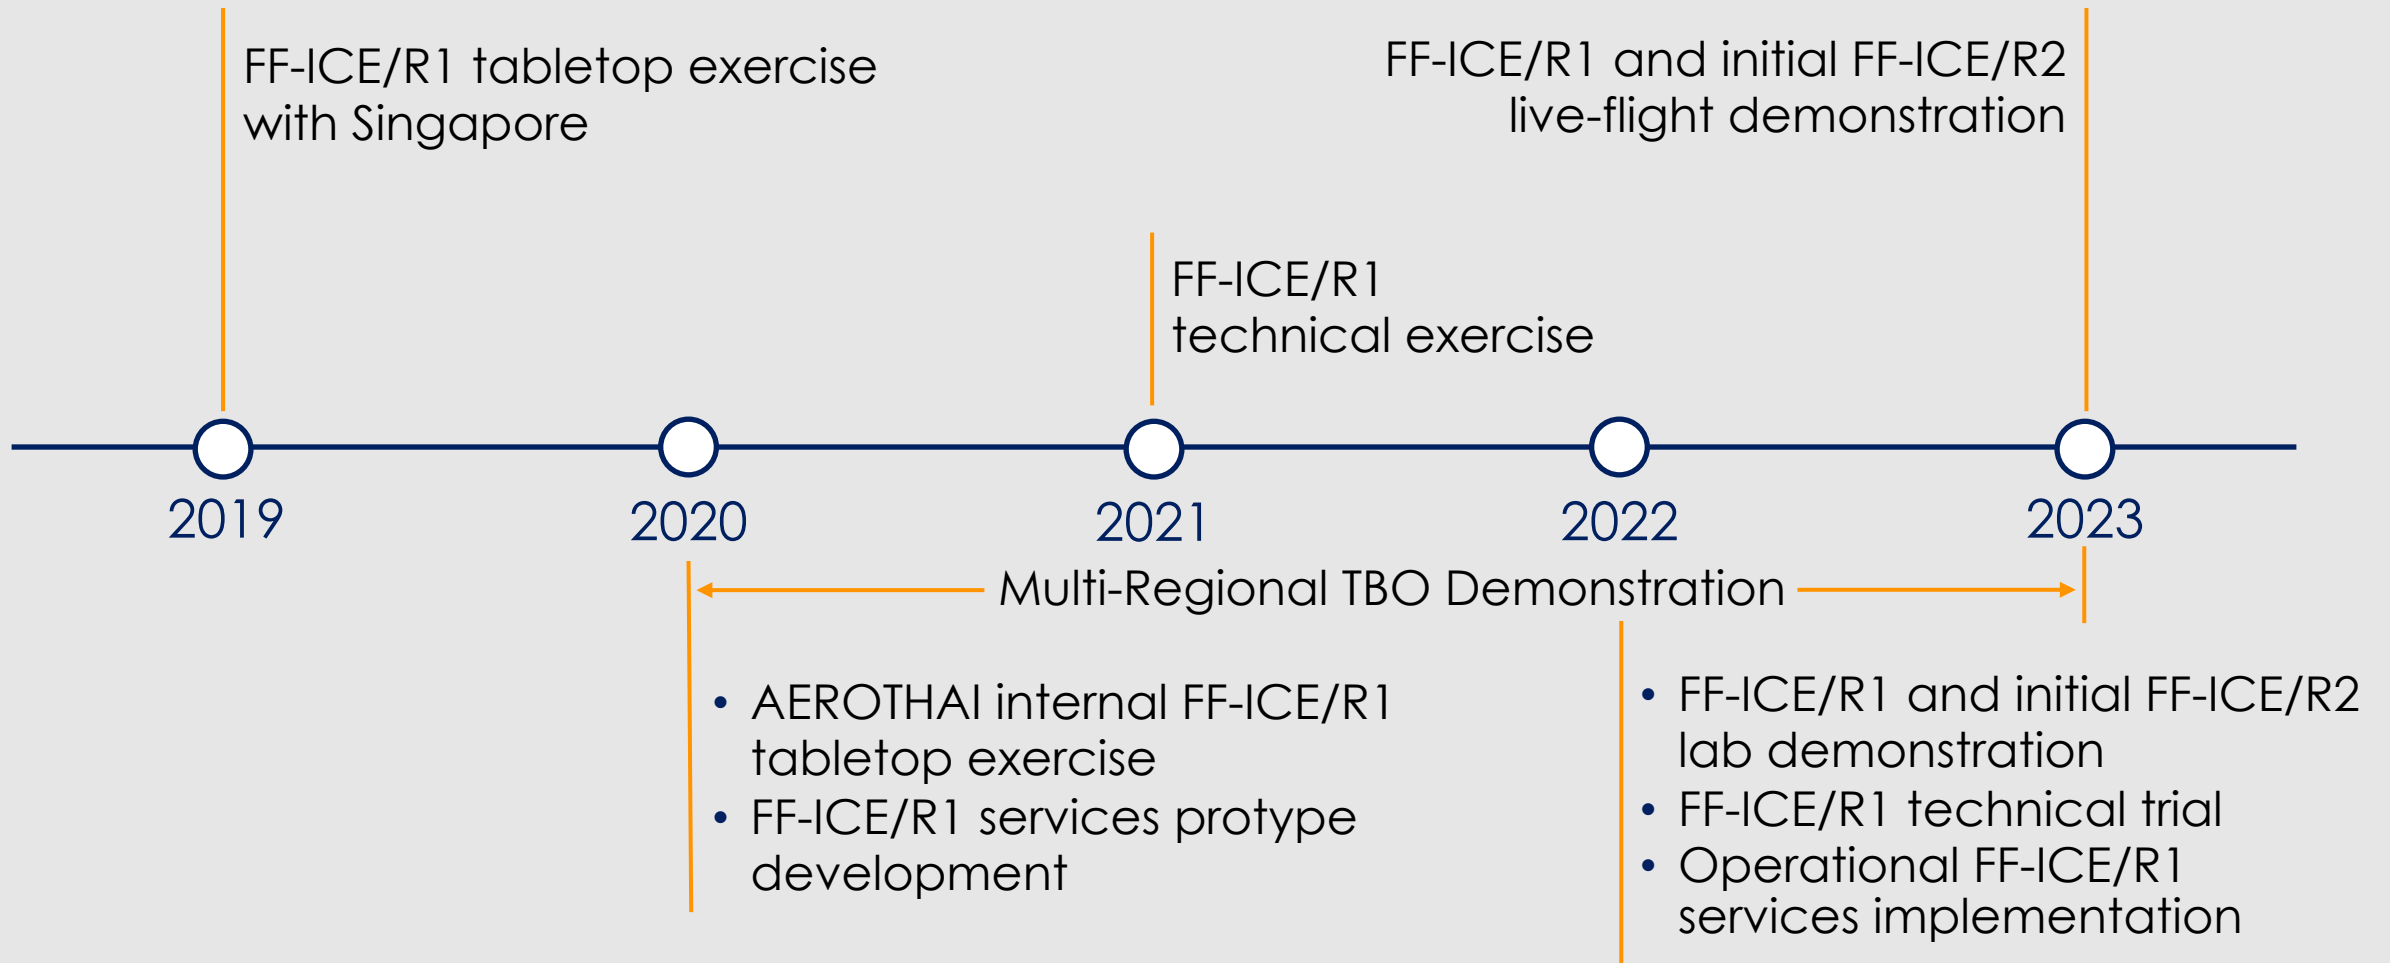 FF-ICE/R1 tabletop exercise
with Singapore
FF-ICE/R1 and initial FF-ICE/R2
live-flight demonstration
FF-ICE/R1
technical exercise
2019
2020
2021
2022
2023
Multi-Regional TBO Demonstration
• AEROTHAI internal FF-ICE/R1
tabletop exercise
• FF-ICE/R1 services protype
development
• FF-ICE/R1 and initial FF-ICE/R2
lab demonstration
• FF-ICE/R1 technical trial
• Operational FF-ICE/R1
services implementation